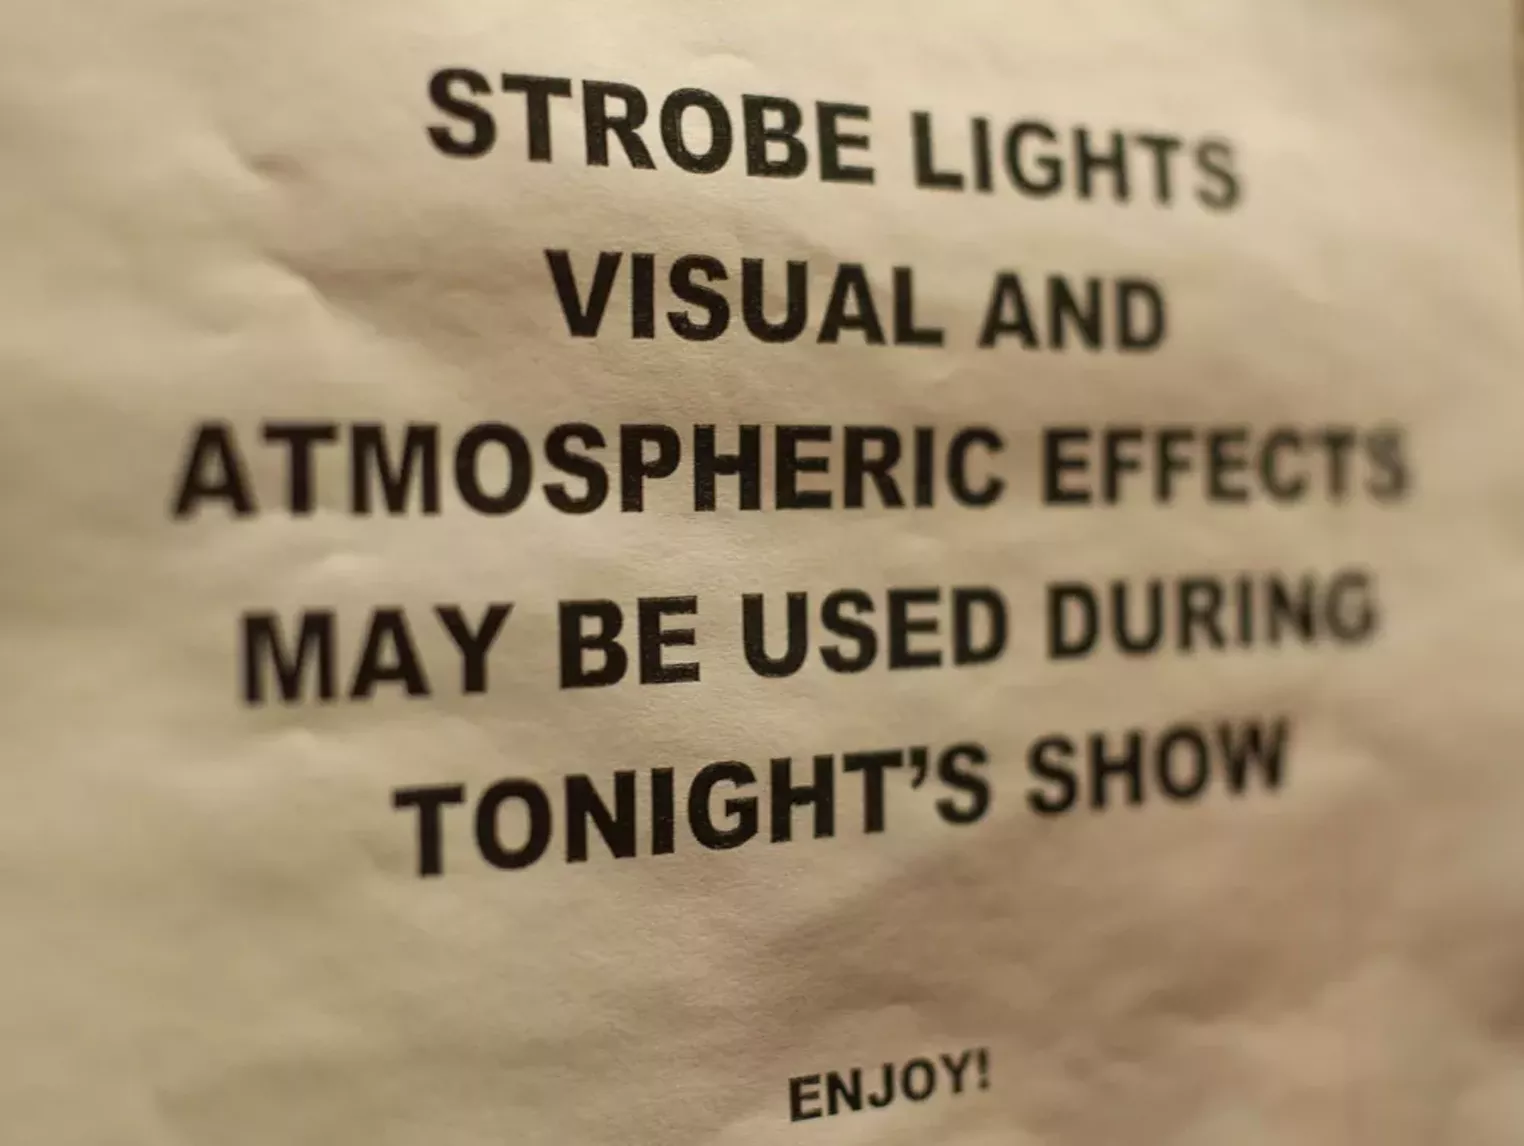 STROBE LIGHTS
VISUAL AND
ATMOSPHERIC EFFECTS
MAY BE USED DURING
TONIGHT’S SHOW
ENJOY!